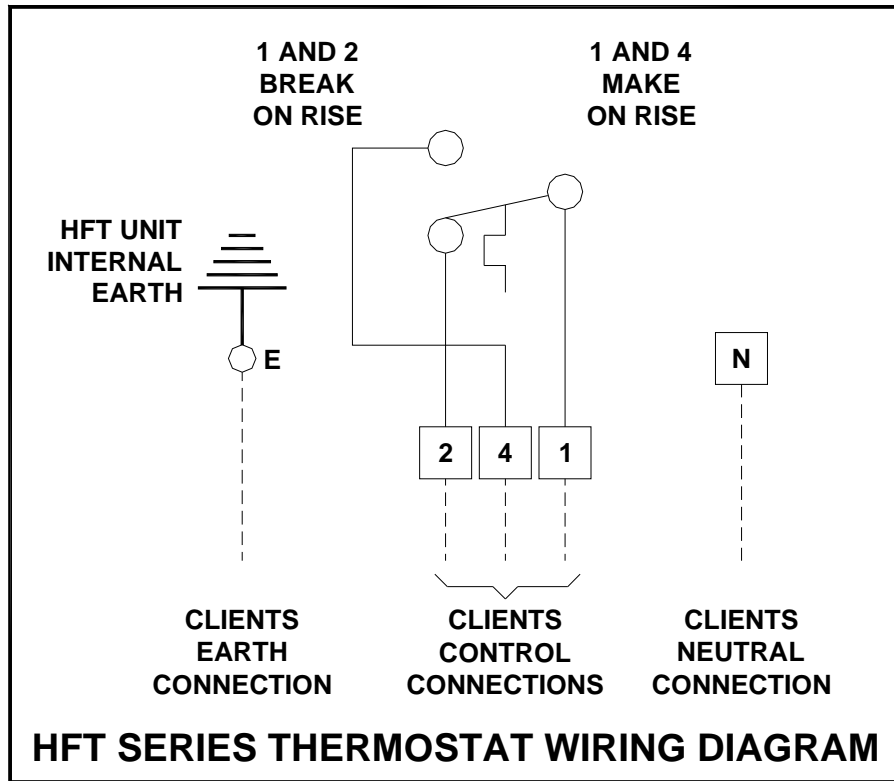 1 AND 2
BREAK
ON RISE
1 AND 4
MAKE
ON RISE
HFT UNIT
INTERNAL
EARTH
E
N
2
4
1
CLIENTS
EARTH
CONNECTION
CLIENTS
CONTROL
CONNECTIONS
CLIENTS
NEUTRAL
CONNECTION
HFT SERIES THERMOSTAT WIRING DIAGRAM